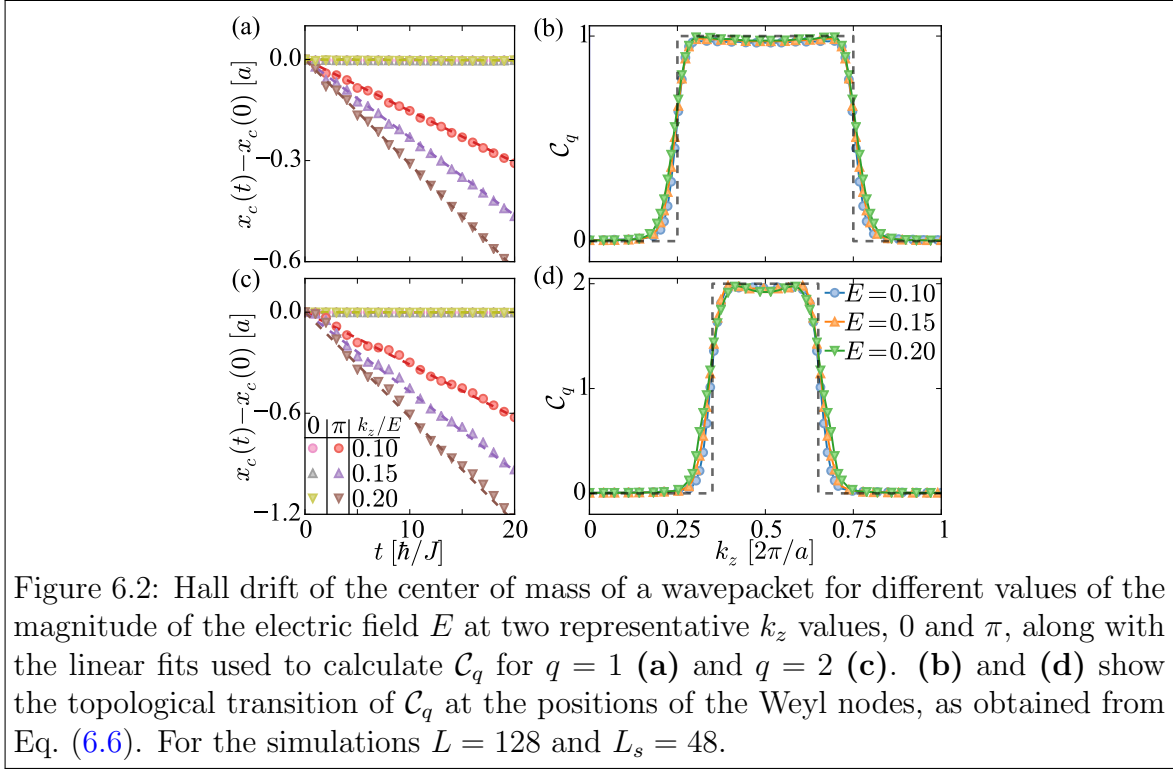 (a)
0.0
−0.3
−0.6
x_c(t)−x_c(0) [a]
(b)
1
0
C_q
(c)
0.0
−0.6
−1.2
x_c(t)−x_c(0) [a]
0 π k_z/E
0.10
0.15
0.20
0 10 20
t [ħ/J]
(d)
2
1
0
C_q
E=0.10
E=0.15
E=0.20
0 0.25 0.5 0.75 1
k_z [2π/a]
Figure 6.2: Hall drift of the center of mass of a wavepacket for different values of the
magnitude of the electric field E at two representative k_z values, 0 and π, along with
the linear fits used to calculate C_q for q = 1 (a) and q = 2 (c). (b) and (d) show
the topological transition of C_q at the positions of the Weyl nodes, as obtained from
Eq. (6.6). For the simulations L = 128 and L_s = 48.